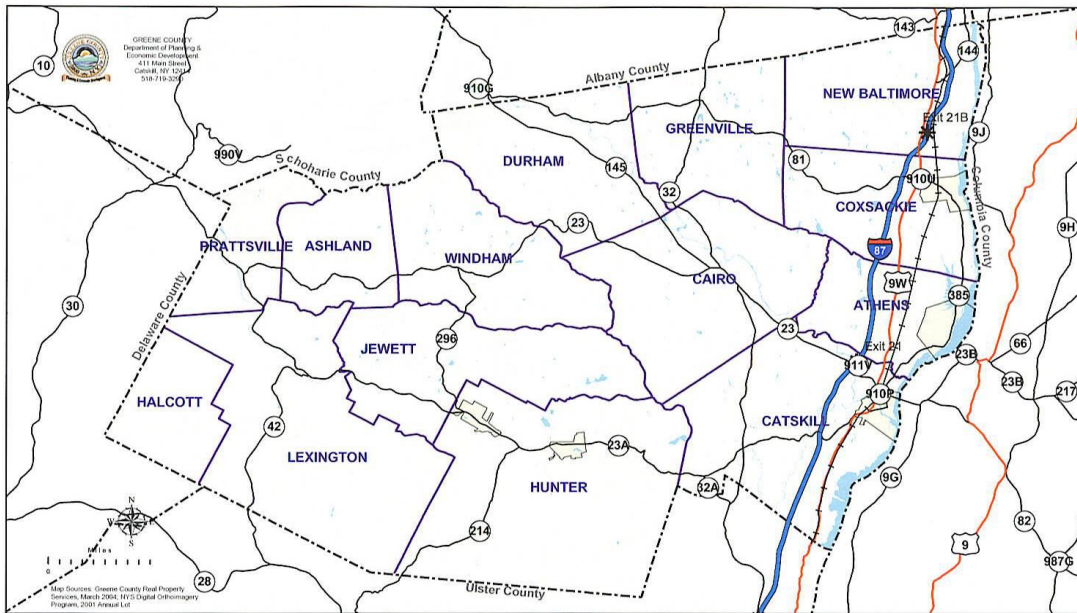 GREENE COUNTY
Department of Planning &
Economic Development
411 Main Street
Catskill, NY 12414
10
143
144
Albany County
910G
NEW BALTIMORE
Exit 21B
9J
GREENVILLE
DURHAM
990V
Schoharie County
145
81
32
910U
Columbia County
COXSACKIE
23
9H
PRATTSVILLE
ASHLAND
WINDHAM
87
CAIRO
9W
ATHENS
385
30
Delaware County
23
296
JEWETT
Exit 21
66
23B
911V
23B
217
910P
HALCOTT
CATSKILL
42
LEXINGTON
23A
HUNTER
32A
9G
N
W
E
S
82
214
9
Miles
0
987G
28
Ulster County
Map Sources: Greene County Real Property
Services, March 2004, NYS Digital Orthoimagery
Program, 2001 Annual Lot